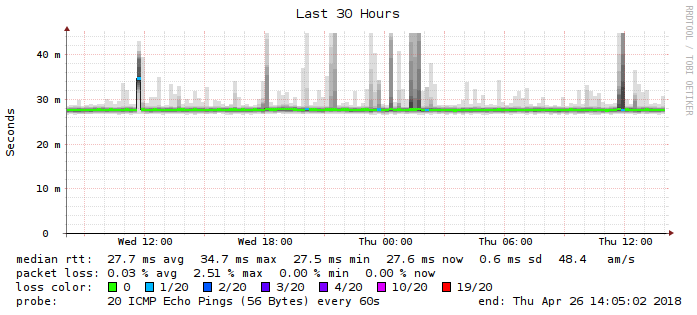 Last 30 Hours
RRDTOOL / TOBI OETIKER
Seconds
40 m
30 m
20 m
10 m
0
Wed 12:00 Wed 18:00 Thu 00:00 Thu 06:00 Thu 12:00
median rtt: 27.7 ms avg 34.7 ms max 27.5 ms min 27.6 ms now 0.6 ms sd 48.4 am/s
packet loss: 0.03 % avg 2.51 % max 0.00 % min 0.00 % now
loss color: 0 1/20 2/20 3/20 4/20 10/20 19/20
probe: 20 ICMP Echo Pings (56 Bytes) every 60s end: Thu Apr 26 14:05:02 2018